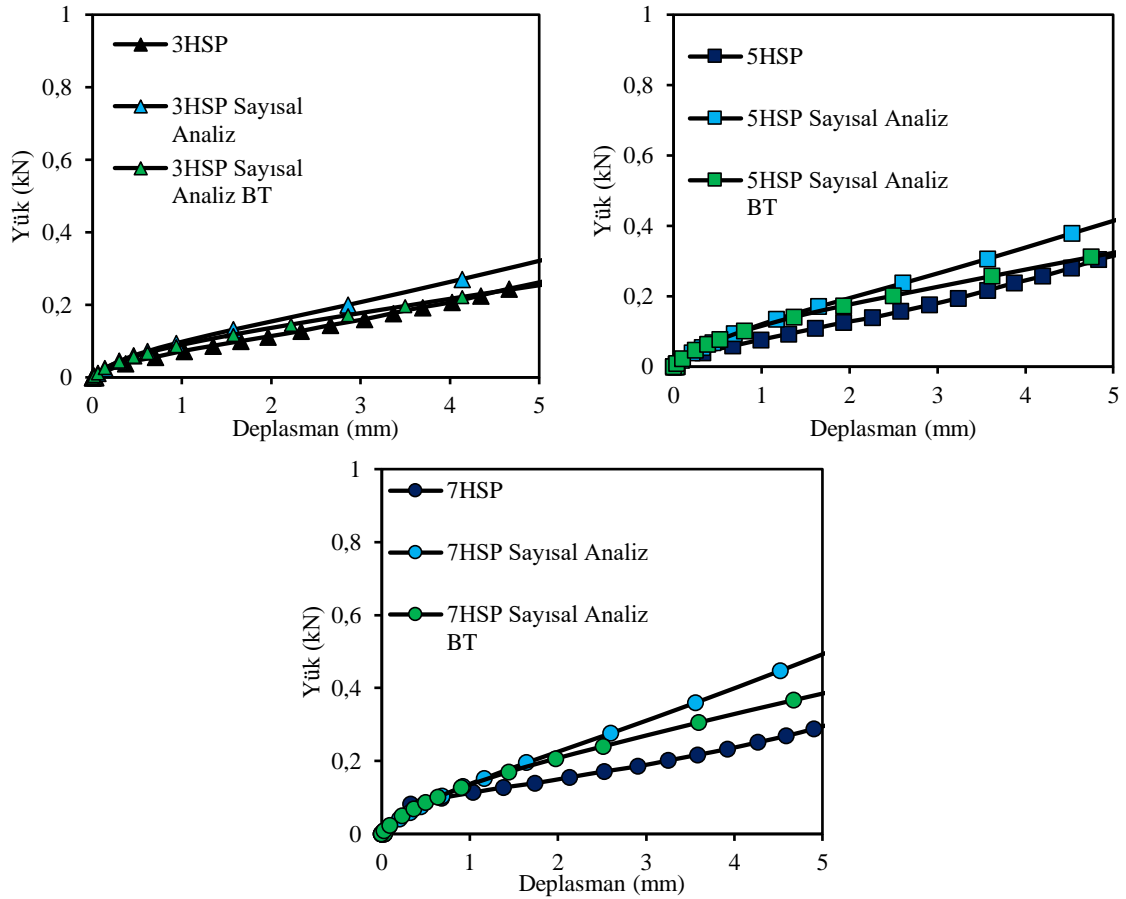 1
0,8
0,6
0,4
0,2
0
Yük (kN)
3HSP
3HSP Sayısal
Analiz
3HSP Sayısal
Analiz BT
0 1 2 3 4 5
Deplasman (mm)
1
0,8
0,6
0,4
0,2
0
Yük (kN)
5HSP
5HSP Sayısal Analiz
5HSP Sayısal Analiz
BT
0 1 2 3 4 5
Deplasman (mm)
1
0,8
0,6
0,4
0,2
0
Yük (kN)
7HSP
7HSP Sayısal Analiz
7HSP Sayısal Analiz
BT
0 1 2 3 4 5
Deplasman (mm)